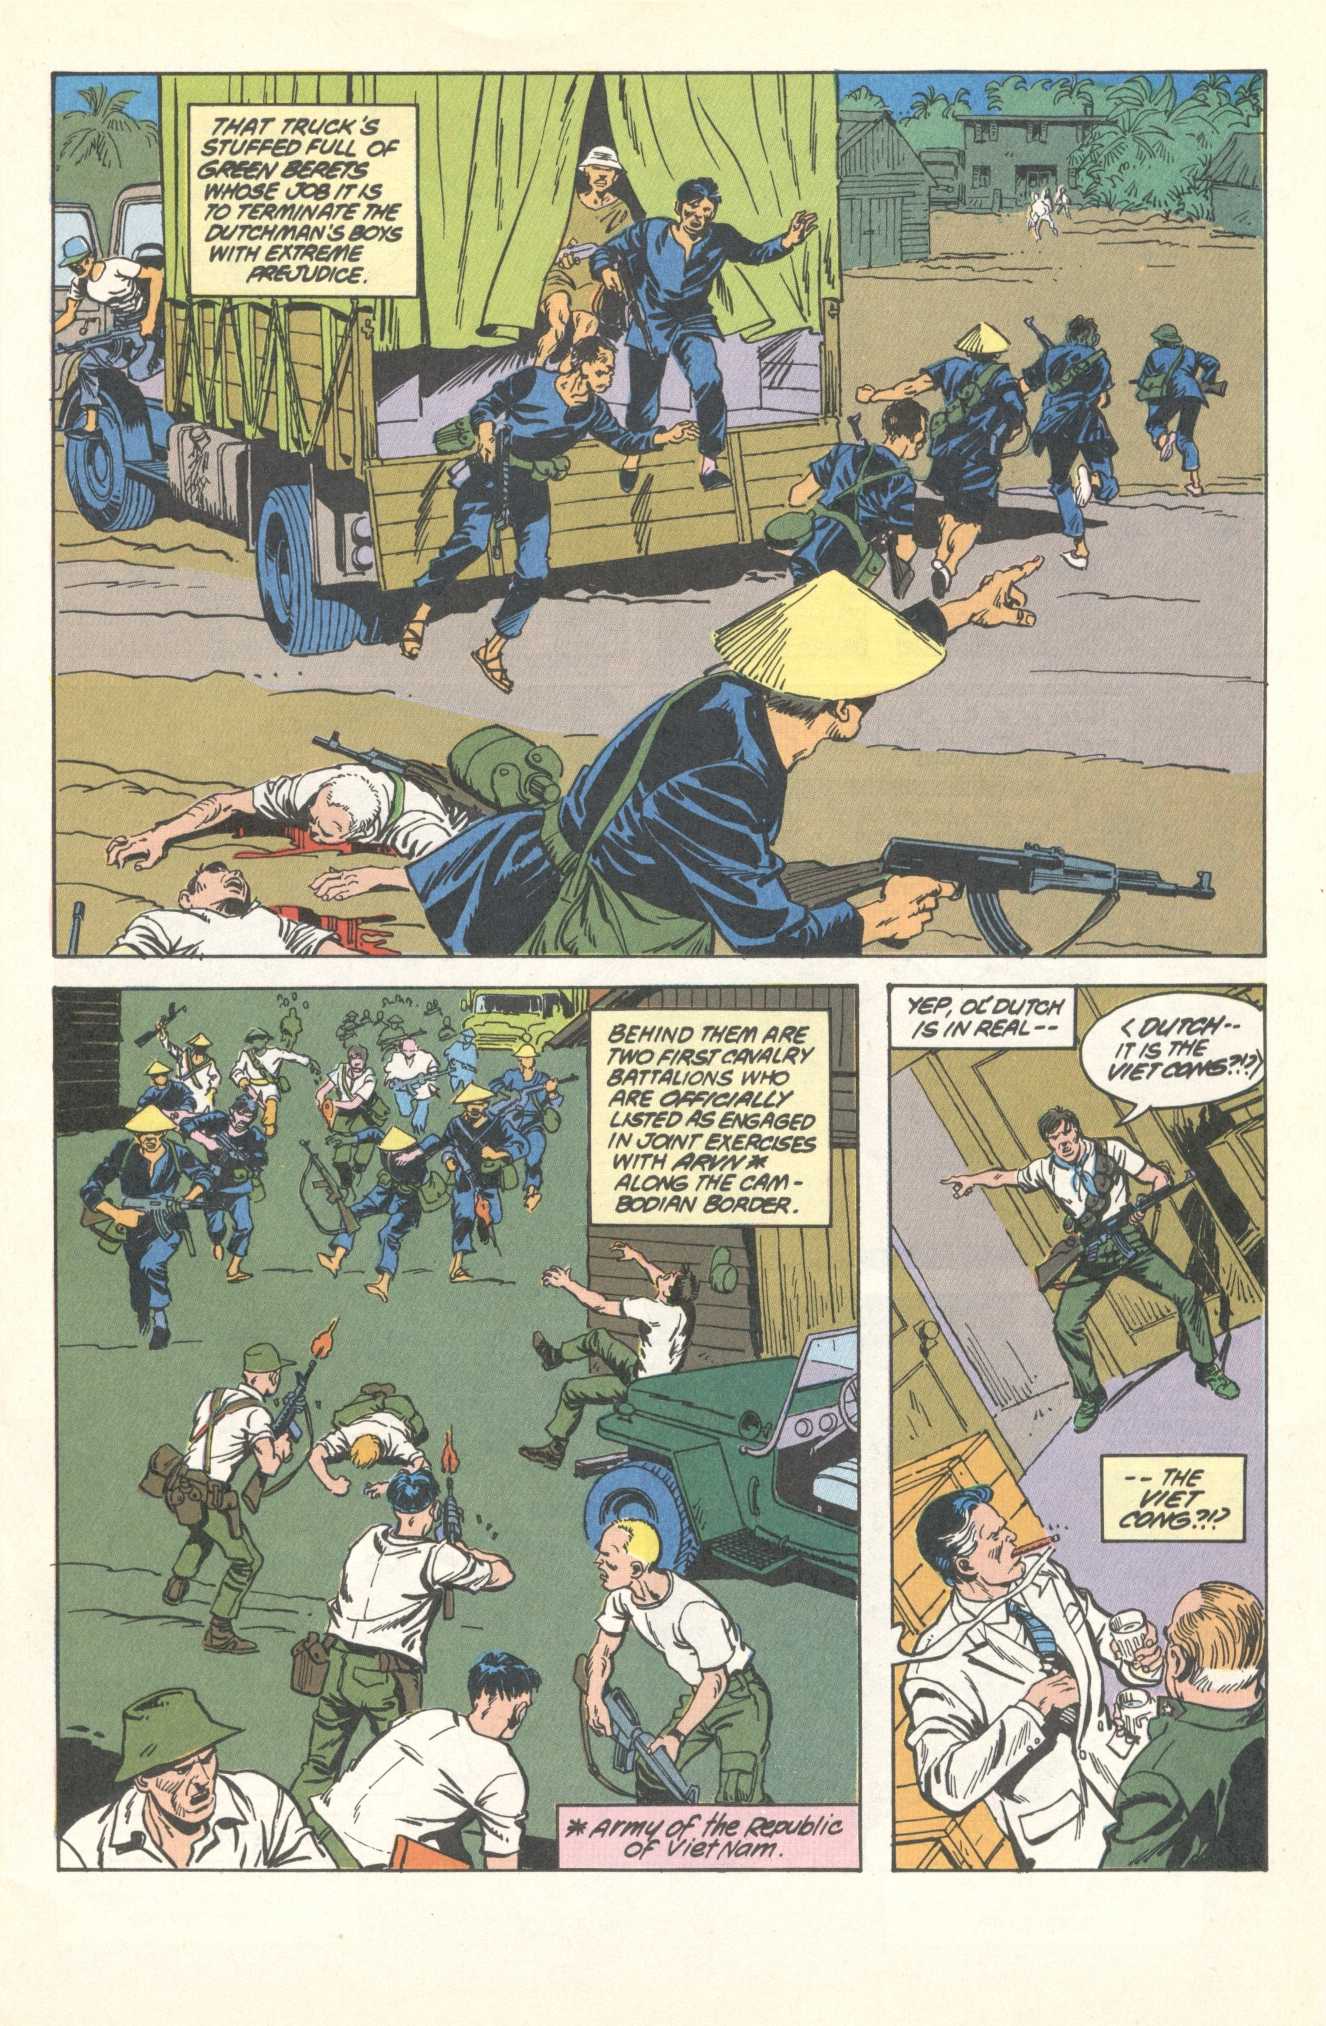 THAT TRUCK'S
STUFFED FULL OF
GREEN BERETS
WHOSE JOB IT IS
TO TERMINATE THE
DUTCHMAN'S BOYS
WITH EXTREME
PREJUDICE.
BEHIND THEM ARE
TWO FIRST CAVALRY
BATTALIONS WHO
ARE OFFICIALLY
LISTED AS ENGAGED
IN JOINT EXERCISES
WITH ARVN*
ALONG THE CAM-
BODIAN BORDER.
* Army of the Republic
of Viet Nam.
YEP, OL' DUTCH
IS IN REAL--
<DUTCH--
IT IS THE
VIET CONG?!?>
-- THE
VIET
CONG?!?